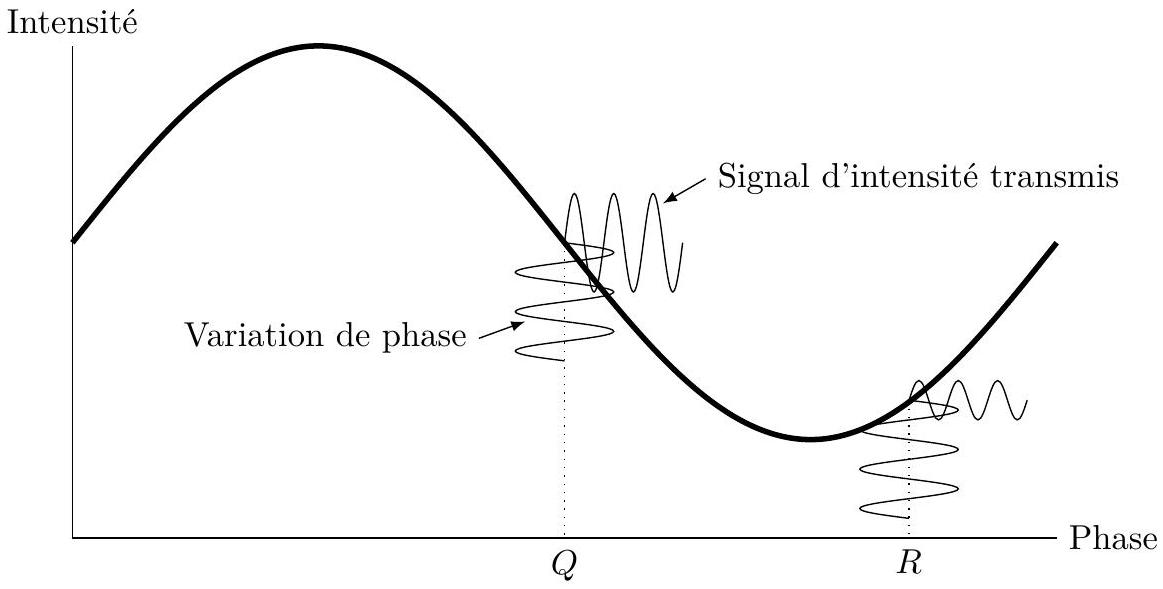 Intensité
Signal d'intensité transmis
Variation de phase
Phase
Q
R